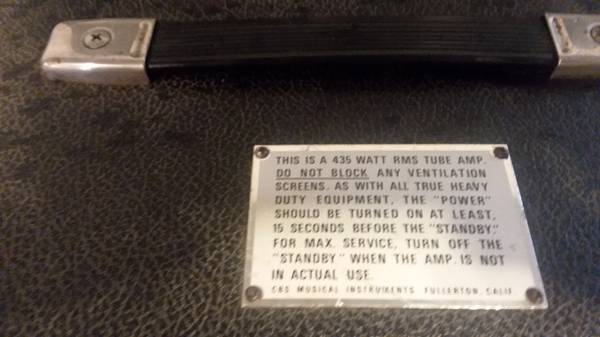 THIS IS A 435 WATT RMS TUBE AMP.
DO NOT BLOCK ANY VENTILATION
SCREENS. AS WITH ALL TRUE HEAVY
DUTY EQUIPMENT, THE "POWER"
SHOULD BE TURNED ON AT LEAST,
15 SECONDS BEFORE THE "STANDBY."
FOR MAX. SERVICE, TURN OFF THE
"STANDBY" WHEN THE AMP. IS NOT
IN ACTUAL USE.
CBS MUSICAL INSTRUMENTS FULLERTON, CALIF.